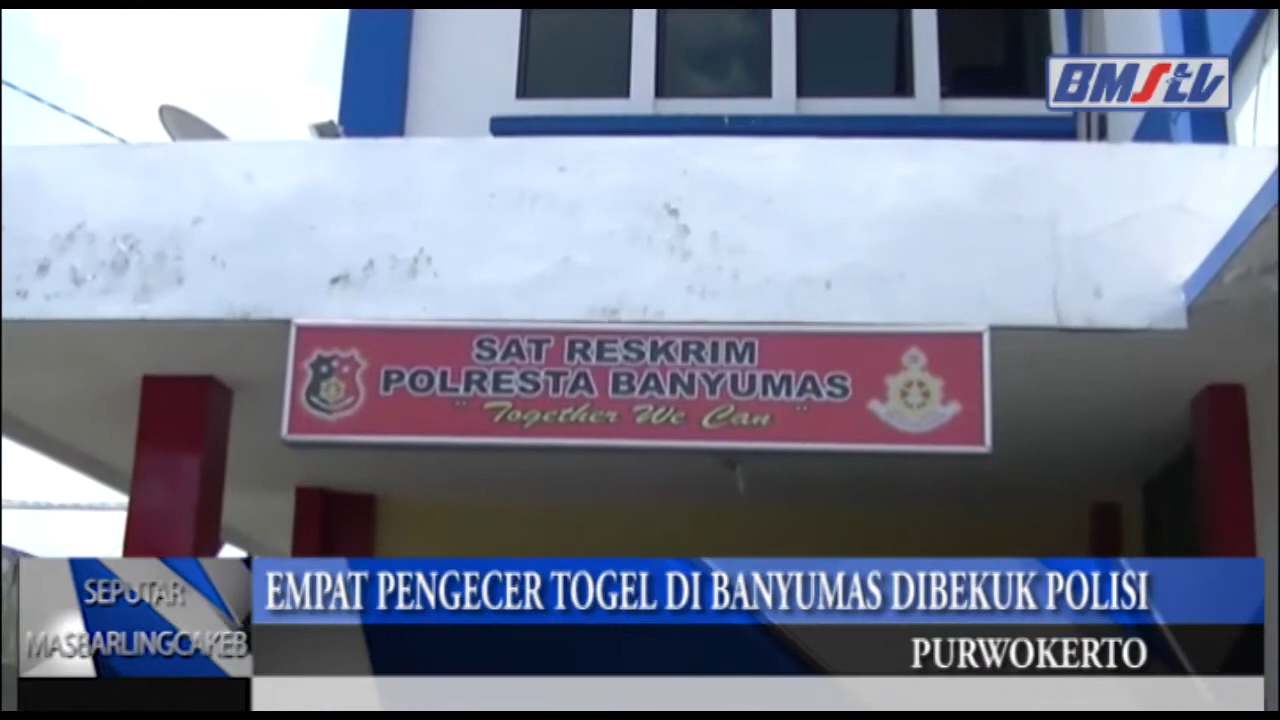 BMStv
SAT RESKRIM
POLRESTA BANYUMAS
" Together We Can "
SEPUTAR
MASBARLINGCAKEB
EMPAT PENGECER TOGEL DI BANYUMAS DIBEKUK POLISI
PURWOKERTO